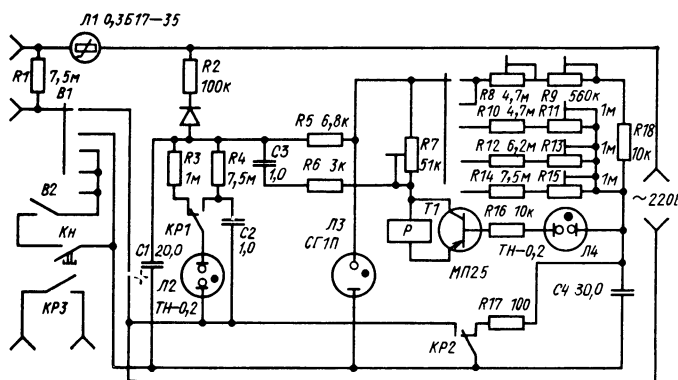 Л1 0,3Б17—35
R1
7,5м
В1
R2
100к
R5 6,8к
R3
1м
R4
7,5м
С3
1,0
R6 3к
R7
51к
R8 4,7м
R9
560к
R10 4,7м
R11
1м
R12 6,2м
R13
1м
R14 7,5м
R15
1м
R18
10к
~220В
В2
Кн
КР3
КР1
С1 20,0
С2
1,0
Л2
ТН-0,2
Л3
СГ1П
Р
Т1
МП25
R16 10к
ТН-0,2
Л4
R17 100
КР2
С4 30,0